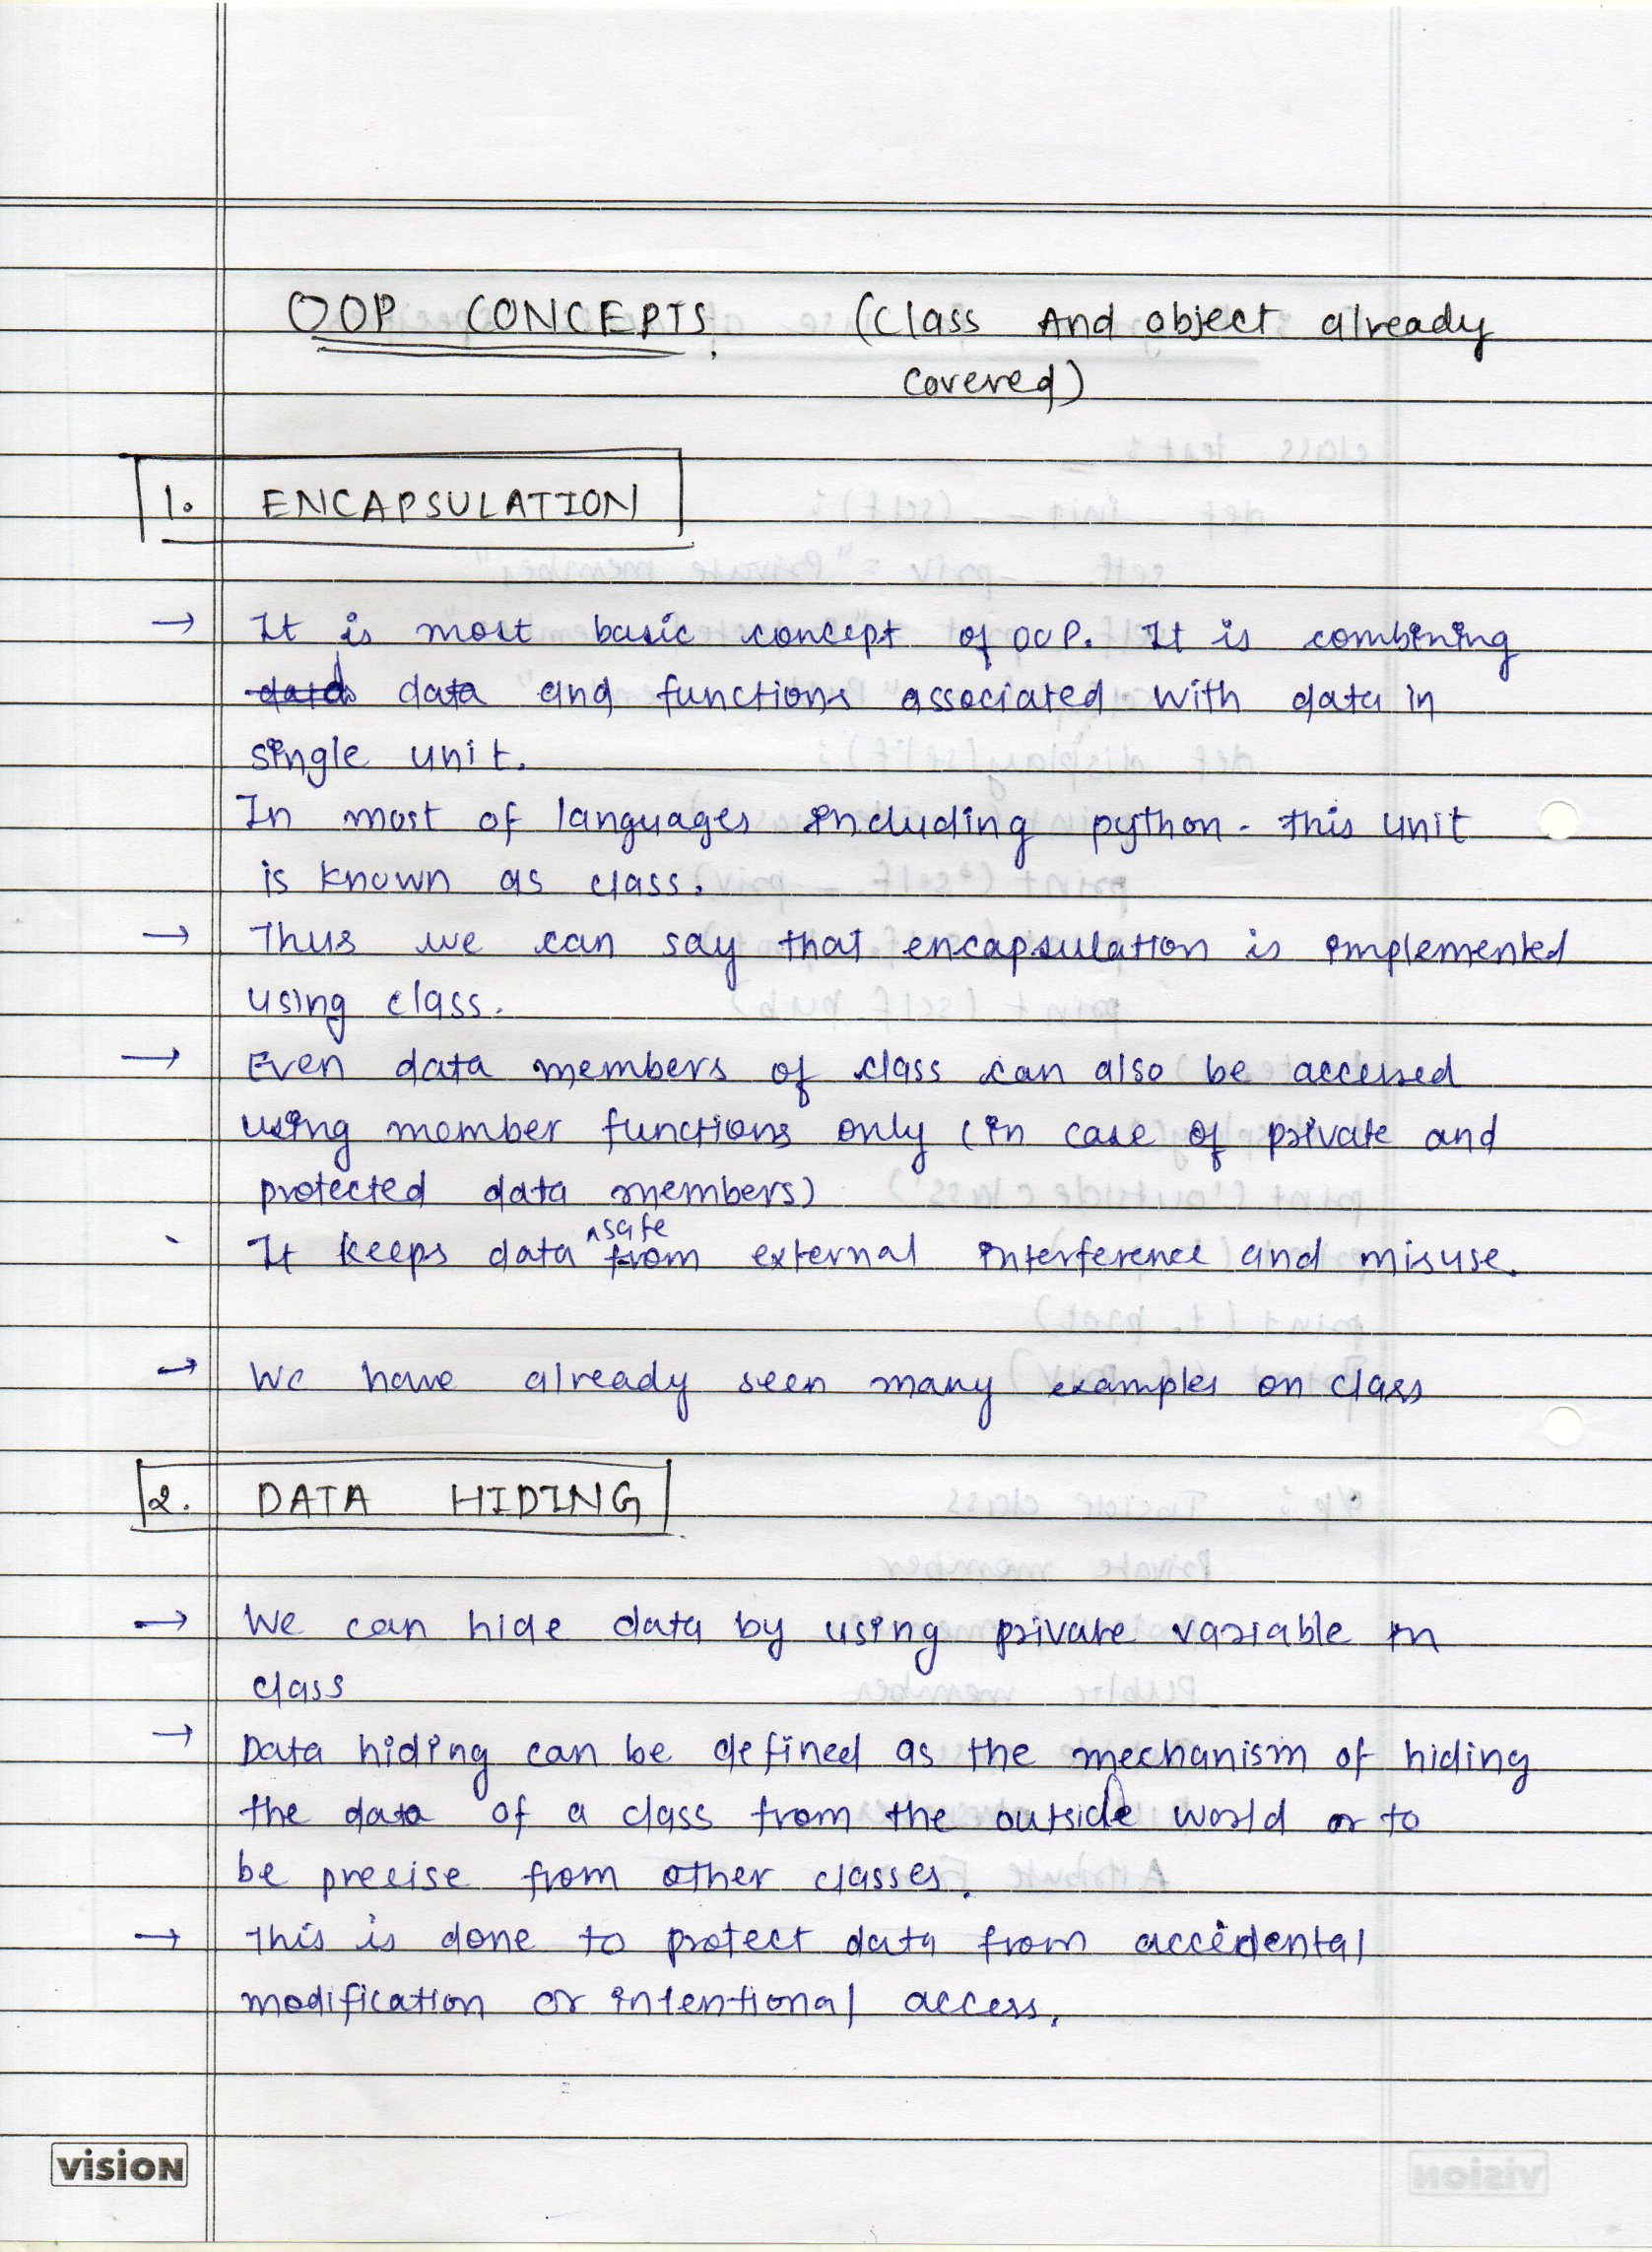 OOP CONCEPTS. (Class And object already
covered)
1. ENCAPSULATION
→ It is most basic concept of OOP. It is combining
data and functions associated with data in
single unit.
In most of languages including python - this unit
is known as class.
→ Thus we can say that encapsulation is implemented
using class.
→ Even data members of class can also be accessed
using member functions only (in case of private and
protected data members)
It keeps data ^safe from external interference and misuse.
→ We have already seen many examples on class
2. DATA HIDING
→ We can hide data by using private variable in
class
→ Data hiding can be defined as the mechanism of hiding
the data of a class from the outside world or to
be precise from other classes.
→ This is done to protect data from accidental
modification or intentional access.
vision